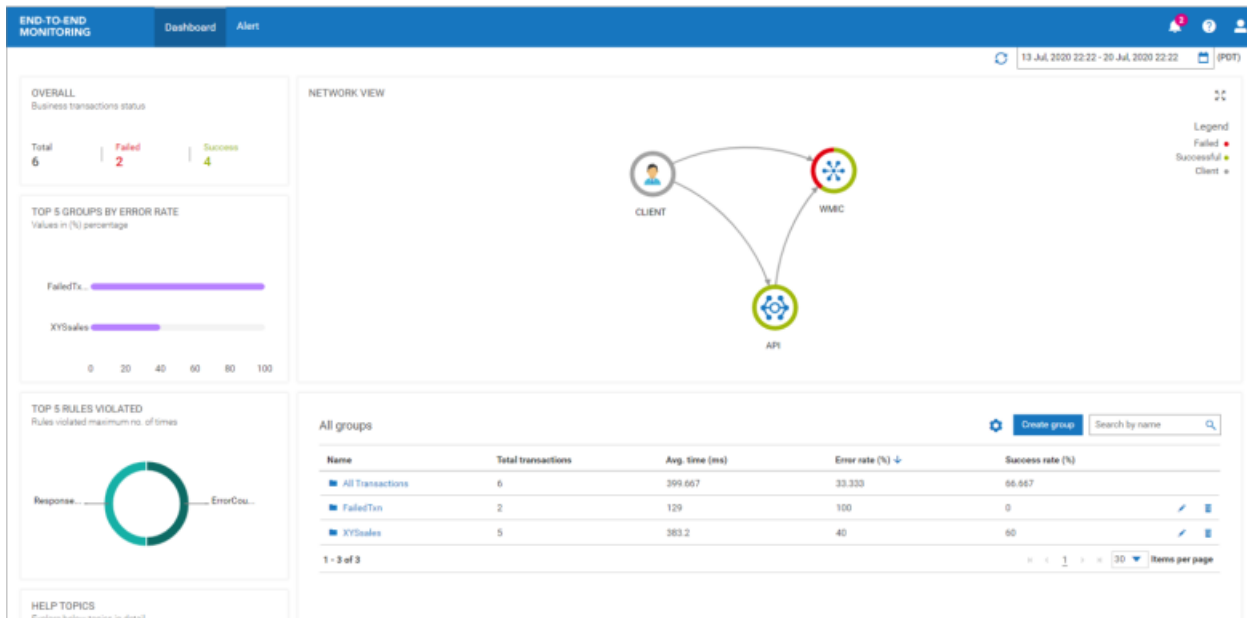 END-TO-END
MONITORING
Dashboard
Alert
2
13 Jul, 2020 22:22 - 20 Jul, 2020 22:22
(PDT)
OVERALL
Business transactions status
Total
Failed
Success
6
2
4
TOP 5 GROUPS BY ERROR RATE
Values in (%) percentage
FailedTx...
XYSsales
0 20 40 60 80 100
TOP 5 RULES VIOLATED
Rules violated maximum no. of times
Response...
ErrorCou...
HELP TOPICS
Explore below topics in detail
NETWORK VIEW
Legend
Failed
Successful
Client
CLIENT
WMIC
API
All groups
Create group
Search by name
Name Total transactions Avg. time (ms) Error rate (%) Success rate (%)
All Transactions 6 399.667 33.333 66.667
FailedTxn 2 129 100 0
XYSsales 5 383.2 40 60
1 - 3 of 3
« < 1 > » 30 Items per page